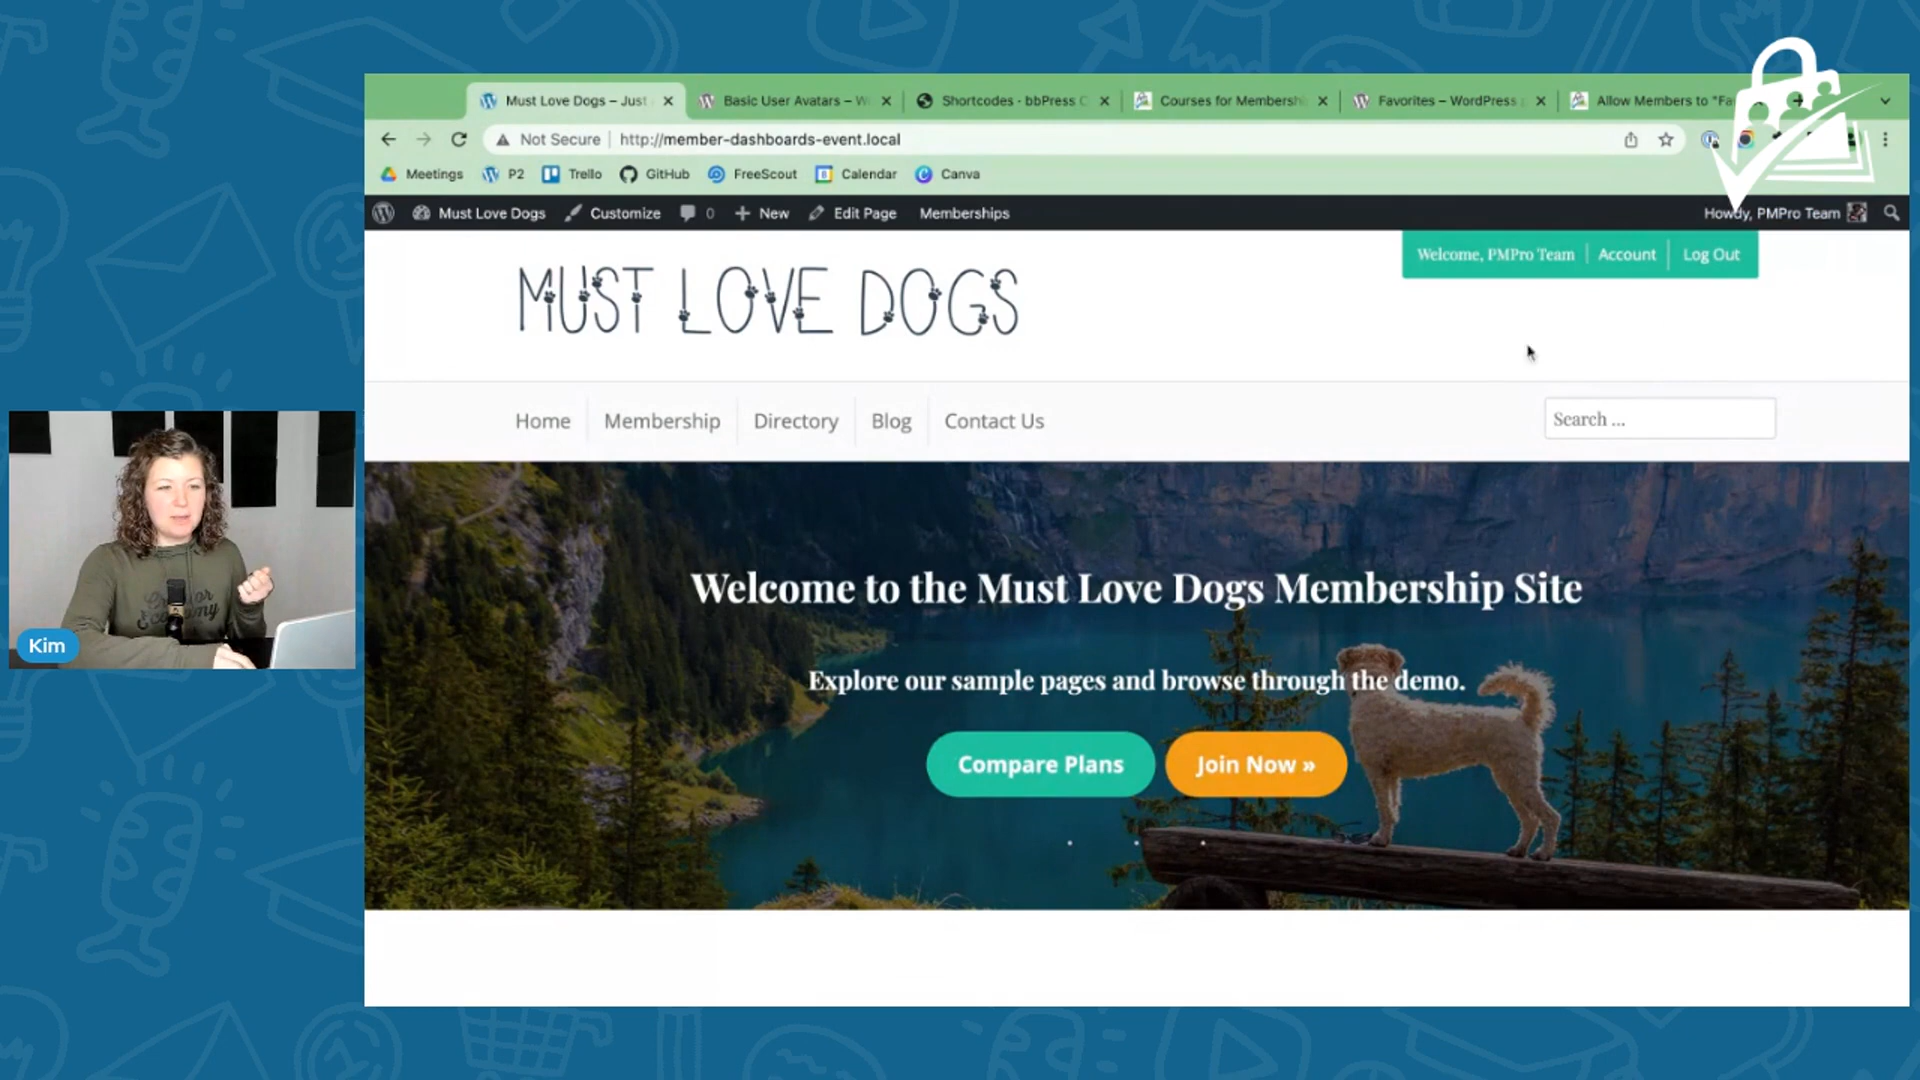 Must Love Dogs – Just
Basic User Avatars – W
Shortcodes · bbPress C
Courses for Membersh
Favorites – WordPress
Allow Members to "Fa
Not Secure
http://member-dashboards-event.local
Meetings
P2
Trello
GitHub
FreeScout
Calendar
Canva
Must Love Dogs
Customize
0
New
Edit Page
Memberships
Howdy, PMPro Team
Welcome, PMPro Team
Account
Log Out
MUST LOVE DOGS
Home
Membership
Directory
Blog
Contact Us
Search ...
Welcome to the Must Love Dogs Membership Site
Explore our sample pages and browse through the demo.
Compare Plans
Join Now »
Creator
Economy
Kim